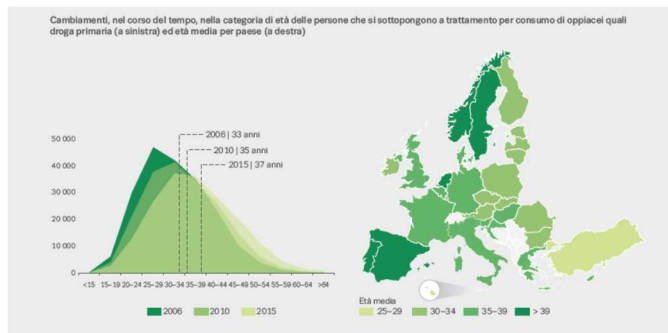 Cambiamenti, nel corso del tempo, nella categoria di età delle persone che si sottopongono a trattamento per consumo di oppiacei quali
droga primaria (a sinistra) ed età media per paese (a destra)
50 000
40 000
30 000
20 000
10 000
0
2006 | 33 anni
2010 | 35 anni
2015 | 37 anni
<15 15–19 20–24 25–29 30–34 35–39 40–44 45–49 50–54 55–59 60–64 >64
2006 2010 2015
Età media
25–29 30–34 35–39 > 39